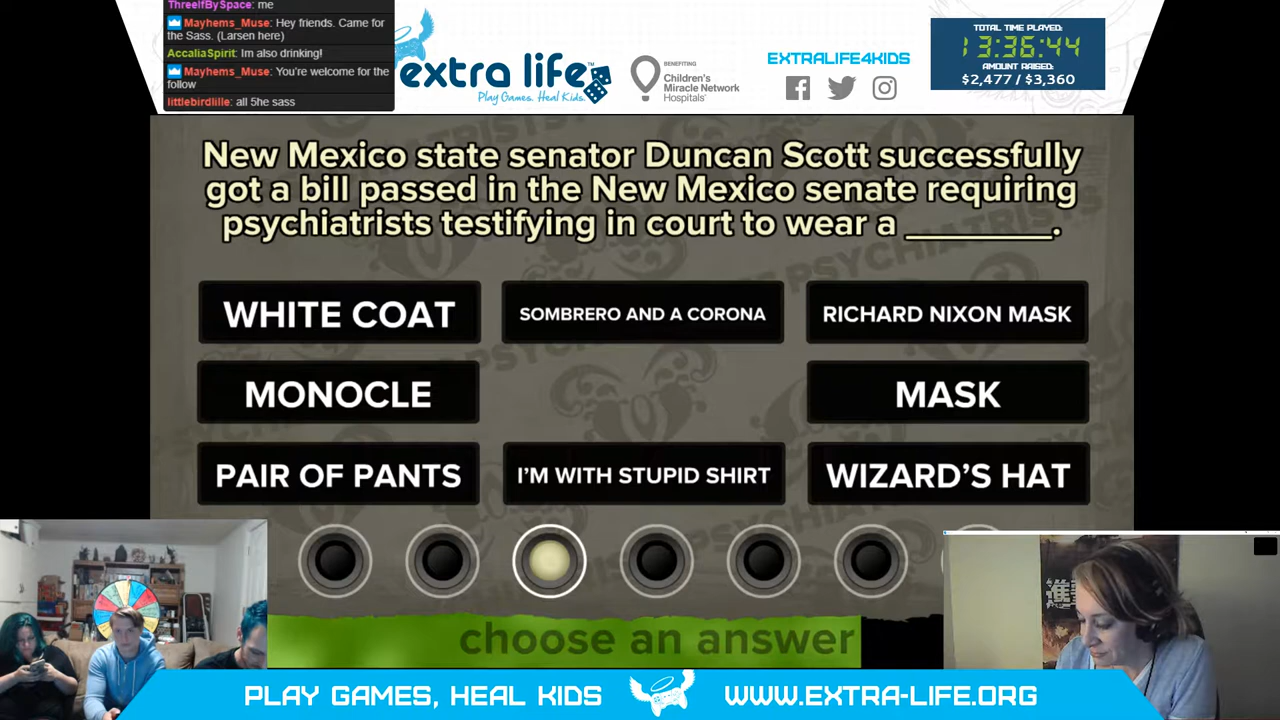 ThreelfBySpace: me
Mayhems_Muse: Hey friends. Came for
the Sass. (Larsen here)
AccaliaSpirit: Im also drinking!
Mayhems_Muse: You're welcome for the
follow
littlebirdlille: all 5he sass
extra life
Play Games. Heal Kids.
BENEFITING
Children's
Miracle Network
Hospitals
EXTRALIFE4KIDS
TOTAL TIME PLAYED:
13:36:44
AMOUNT RAISED:
$2,477 / $3,360
New Mexico state senator Duncan Scott successfully
got a bill passed in the New Mexico senate requiring
psychiatrists testifying in court to wear a _______.
WHITE COAT
SOMBRERO AND A CORONA
RICHARD NIXON MASK
MONOCLE
MASK
PAIR OF PANTS
I'M WITH STUPID SHIRT
WIZARD'S HAT
choose an answer
PLAY GAMES, HEAL KIDS
WWW.EXTRA-LIFE.ORG